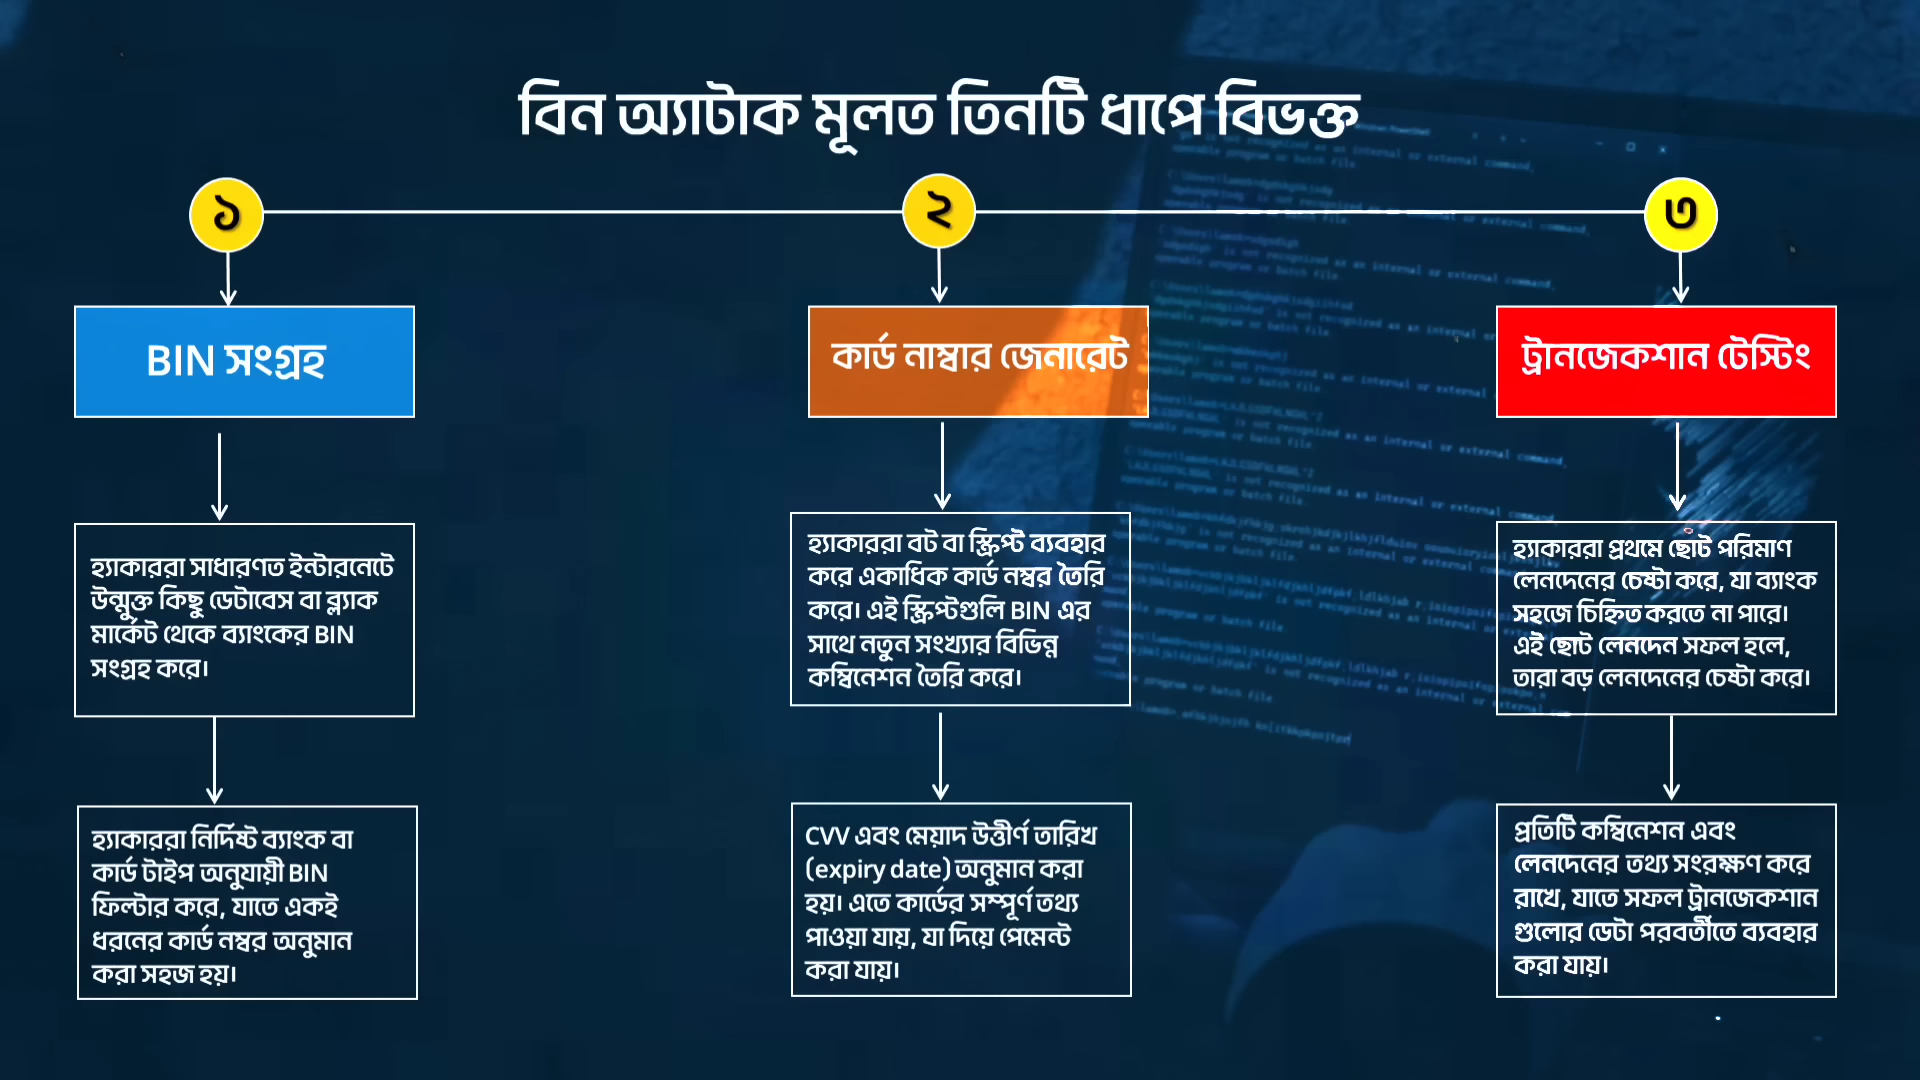 বিন অ্যাটাক মূলত তিনটি ধাপে বিভক্ত
১
২
৩
BIN সংগ্রহ
হ্যাকাররা সাধারণত ইন্টারনেটে
উন্মুক্ত কিছু ডেটাবেস বা ব্ল্যাক
মার্কেট থেকে ব্যাংকের BIN
সংগ্রহ করে।
হ্যাকাররা নির্দিষ্ট ব্যাংক বা
কার্ড টাইপ অনুযায়ী BIN
ফিল্টার করে, যাতে একই
ধরনের কার্ড নম্বর অনুমান
করা সহজ হয়।
কার্ড নাম্বার জেনারেট
হ্যাকাররা বট বা স্ক্রিপ্ট ব্যবহার
করে একাধিক কার্ড নম্বর তৈরি
করে। এই স্ক্রিপ্টগুলি BIN এর
সাথে নতুন সংখ্যার বিভিন্ন
কম্বিনেশন তৈরি করে।
CVV এবং মেয়াদ উত্তীর্ণ তারিখ
(expiry date) অনুমান করা
হয়। এতে কার্ডের সম্পূর্ণ তথ্য
পাওয়া যায়, যা দিয়ে পেমেন্ট
করা যায়।
ট্রানজেকশান টেস্টিং
হ্যাকাররা প্রথমে ছোট পরিমাণ
লেনদেনের চেষ্টা করে, যা ব্যাংক
সহজে চিহ্নিত করতে না পারে।
এই ছোট লেনদেন সফল হলে,
তারা বড় লেনদেনের চেষ্টা করে।
প্রতিটি কম্বিনেশন এবং
লেনদেনের তথ্য সংরক্ষণ করে
রাখে, যাতে সফল ট্রানজেকশান
গুলোর ডেটা পরবর্তীতে ব্যবহার
করা যায়।